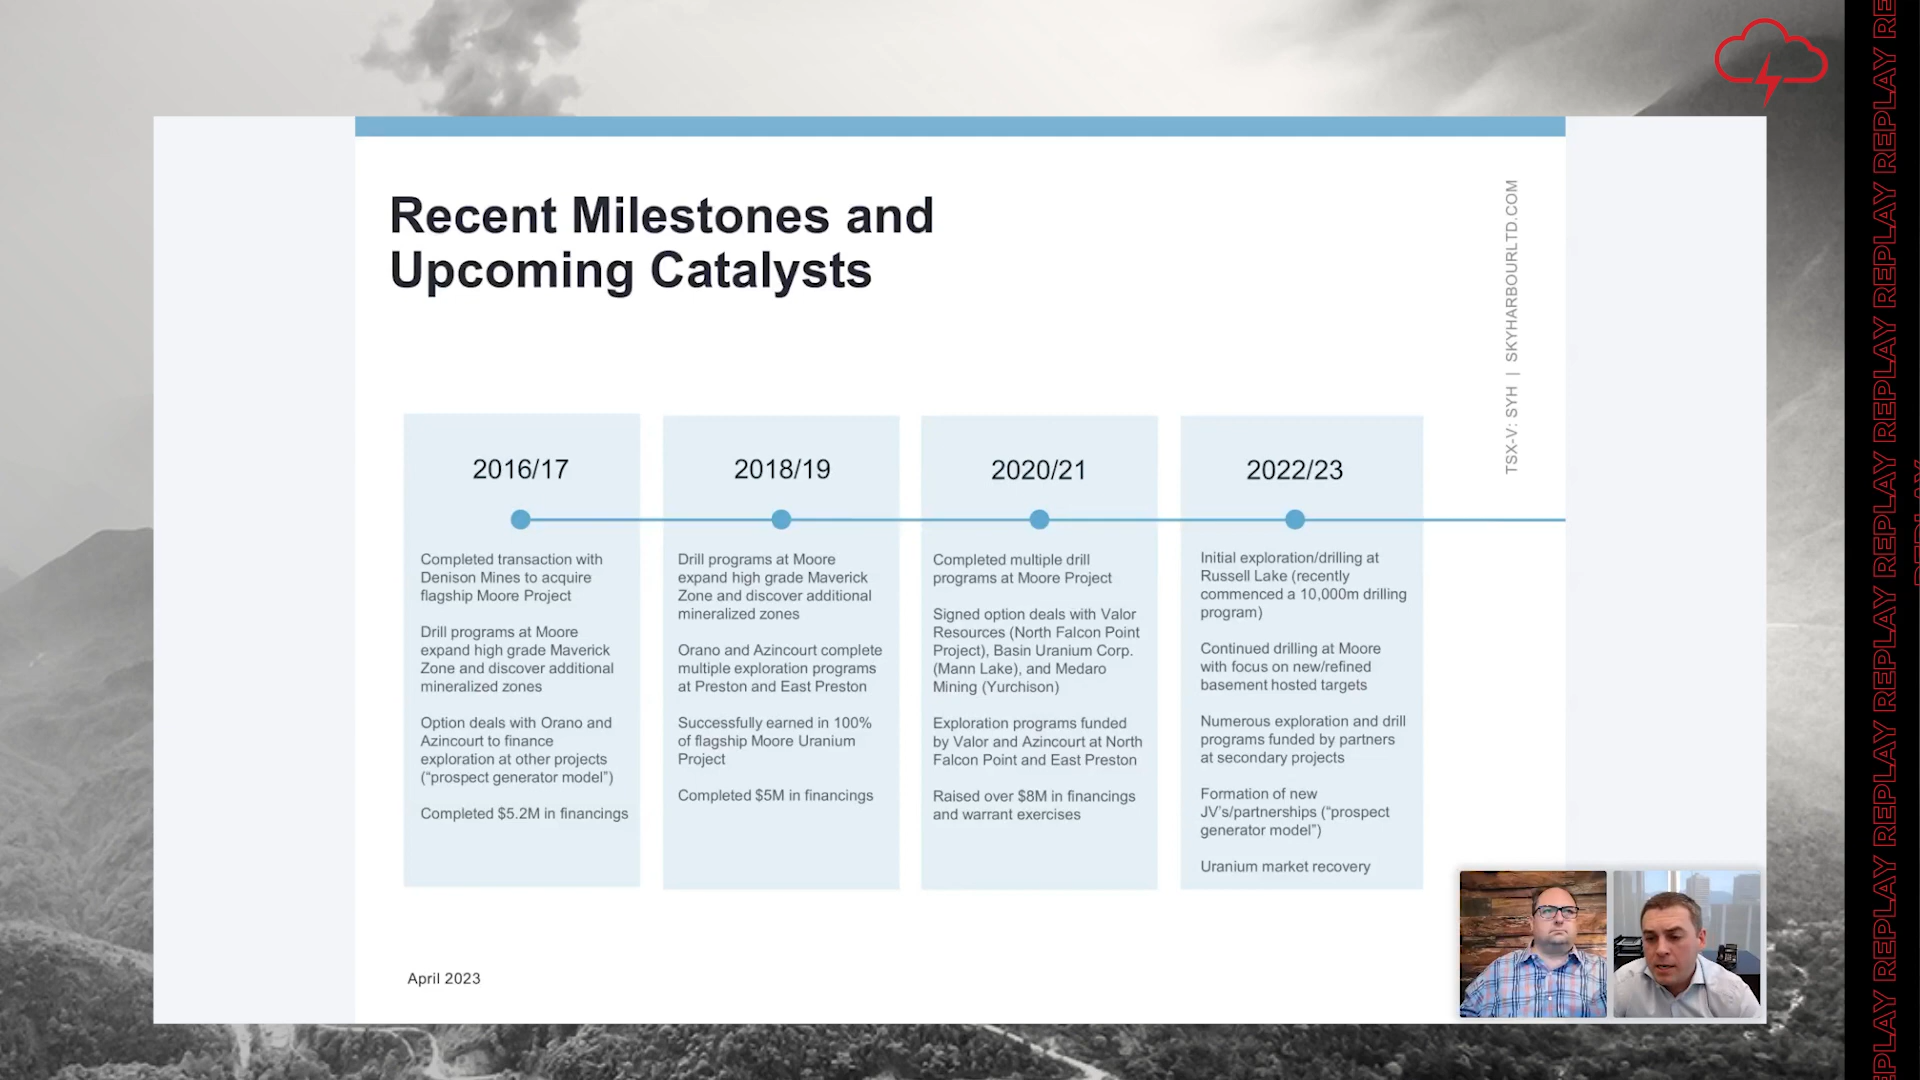 Recent Milestones and
Upcoming Catalysts
TSX-V: SYH | SKYHARBOURLTD.COM
2016/17
Completed transaction with
Denison Mines to acquire
flagship Moore Project
Drill programs at Moore
expand high grade Maverick
Zone and discover additional
mineralized zones
Option deals with Orano and
Azincourt to finance
exploration at other projects
(“prospect generator model”)
Completed $5.2M in financings
2018/19
Drill programs at Moore
expand high grade Maverick
Zone and discover additional
mineralized zones
Orano and Azincourt complete
multiple exploration programs
at Preston and East Preston
Successfully earned in 100%
of flagship Moore Uranium
Project
Completed $5M in financings
2020/21
Completed multiple drill
programs at Moore Project
Signed option deals with Valor
Resources (North Falcon Point
Project), Basin Uranium Corp.
(Mann Lake), and Medaro
Mining (Yurchison)
Exploration programs funded
by Valor and Azincourt at North
Falcon Point and East Preston
Raised over $8M in financings
and warrant exercises
2022/23
Initial exploration/drilling at
Russell Lake (recently
commenced a 10,000m drilling
program)
Continued drilling at Moore
with focus on new/refined
basement hosted targets
Numerous exploration and drill
programs funded by partners
at secondary projects
Formation of new
JV’s/partnerships (“prospect
generator model”)
Uranium market recovery
April 2023
REPLAY REPLAY REPLAY REPLAY REPLAY REPLAY REPLAY REPLAY